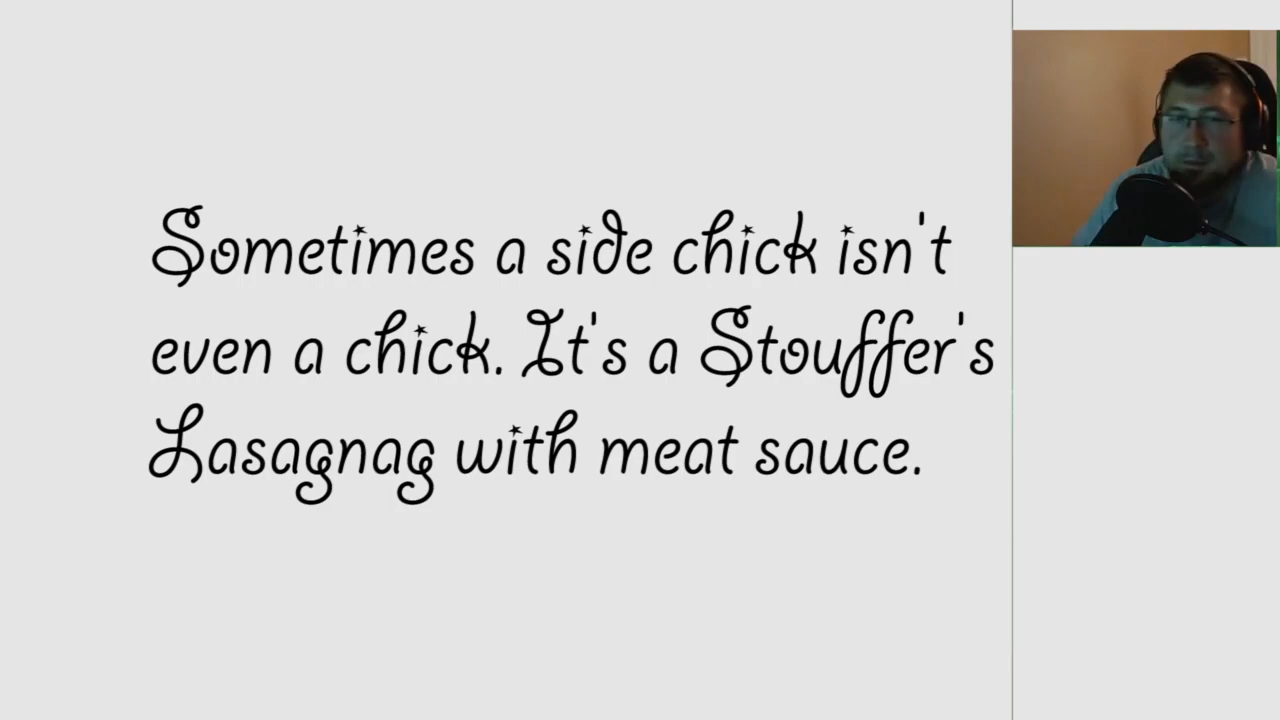 Sometimes a side chick isn't
even a chick. It's a Stouffer's
Lasagnag with meat sauce.